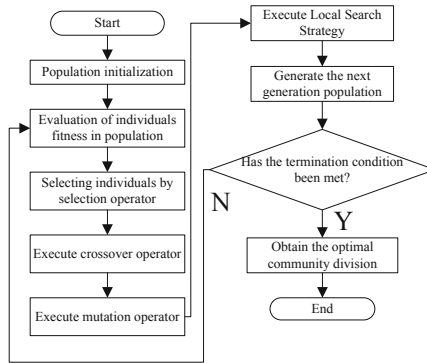 Start
Population initialization
Evaluation of individuals
fitness in population
Selecting individuals by
selection operator
Execute crossover operator
Execute mutation operator
Execute Local Search
Strategy
Generate the next
generation population
Has the termination condition
been met?
N
Y
Obtain the optimal
community division
End